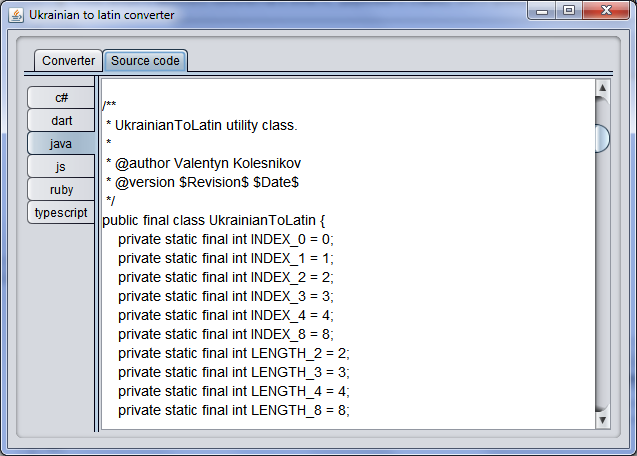 Ukrainian to latin converter
Converter
Source code
c#
dart
java
js
ruby
typescript
/**
 * UkrainianToLatin utility class.
 *
 * @author Valentyn Kolesnikov
 * @version $Revision$ $Date$
 */
public final class UkrainianToLatin {
    private static final int INDEX_0 = 0;
    private static final int INDEX_1 = 1;
    private static final int INDEX_2 = 2;
    private static final int INDEX_3 = 3;
    private static final int INDEX_4 = 4;
    private static final int INDEX_8 = 8;
    private static final int LENGTH_2 = 2;
    private static final int LENGTH_3 = 3;
    private static final int LENGTH_4 = 4;
    private static final int LENGTH_8 = 8;